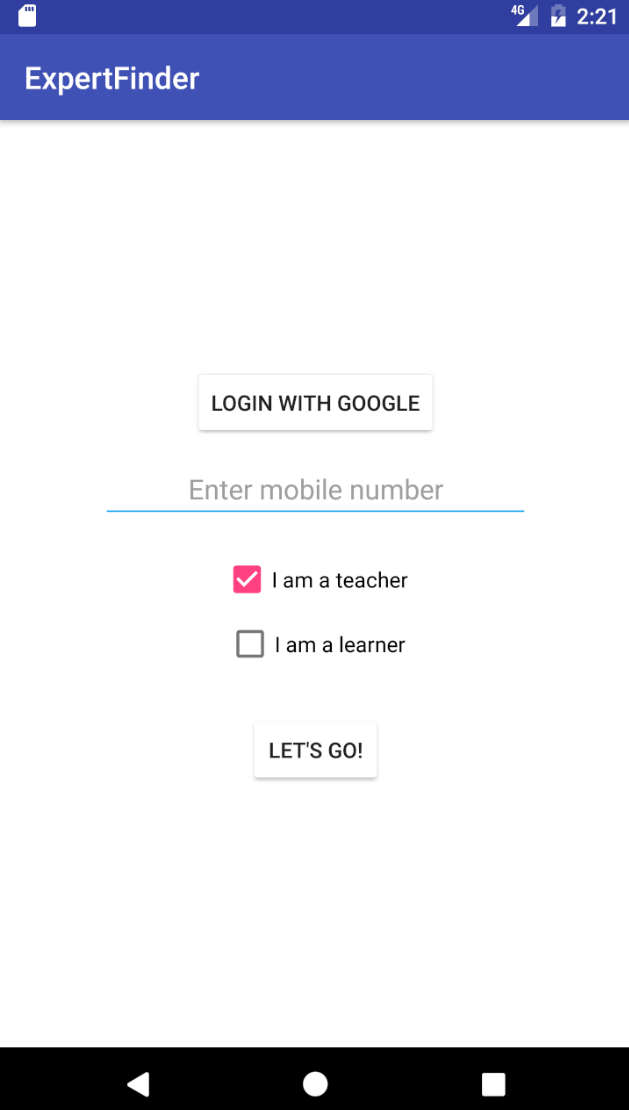 4G 2:21
ExpertFinder
LOGIN WITH GOOGLE
Enter mobile number
I am a teacher
I am a learner
LET'S GO!